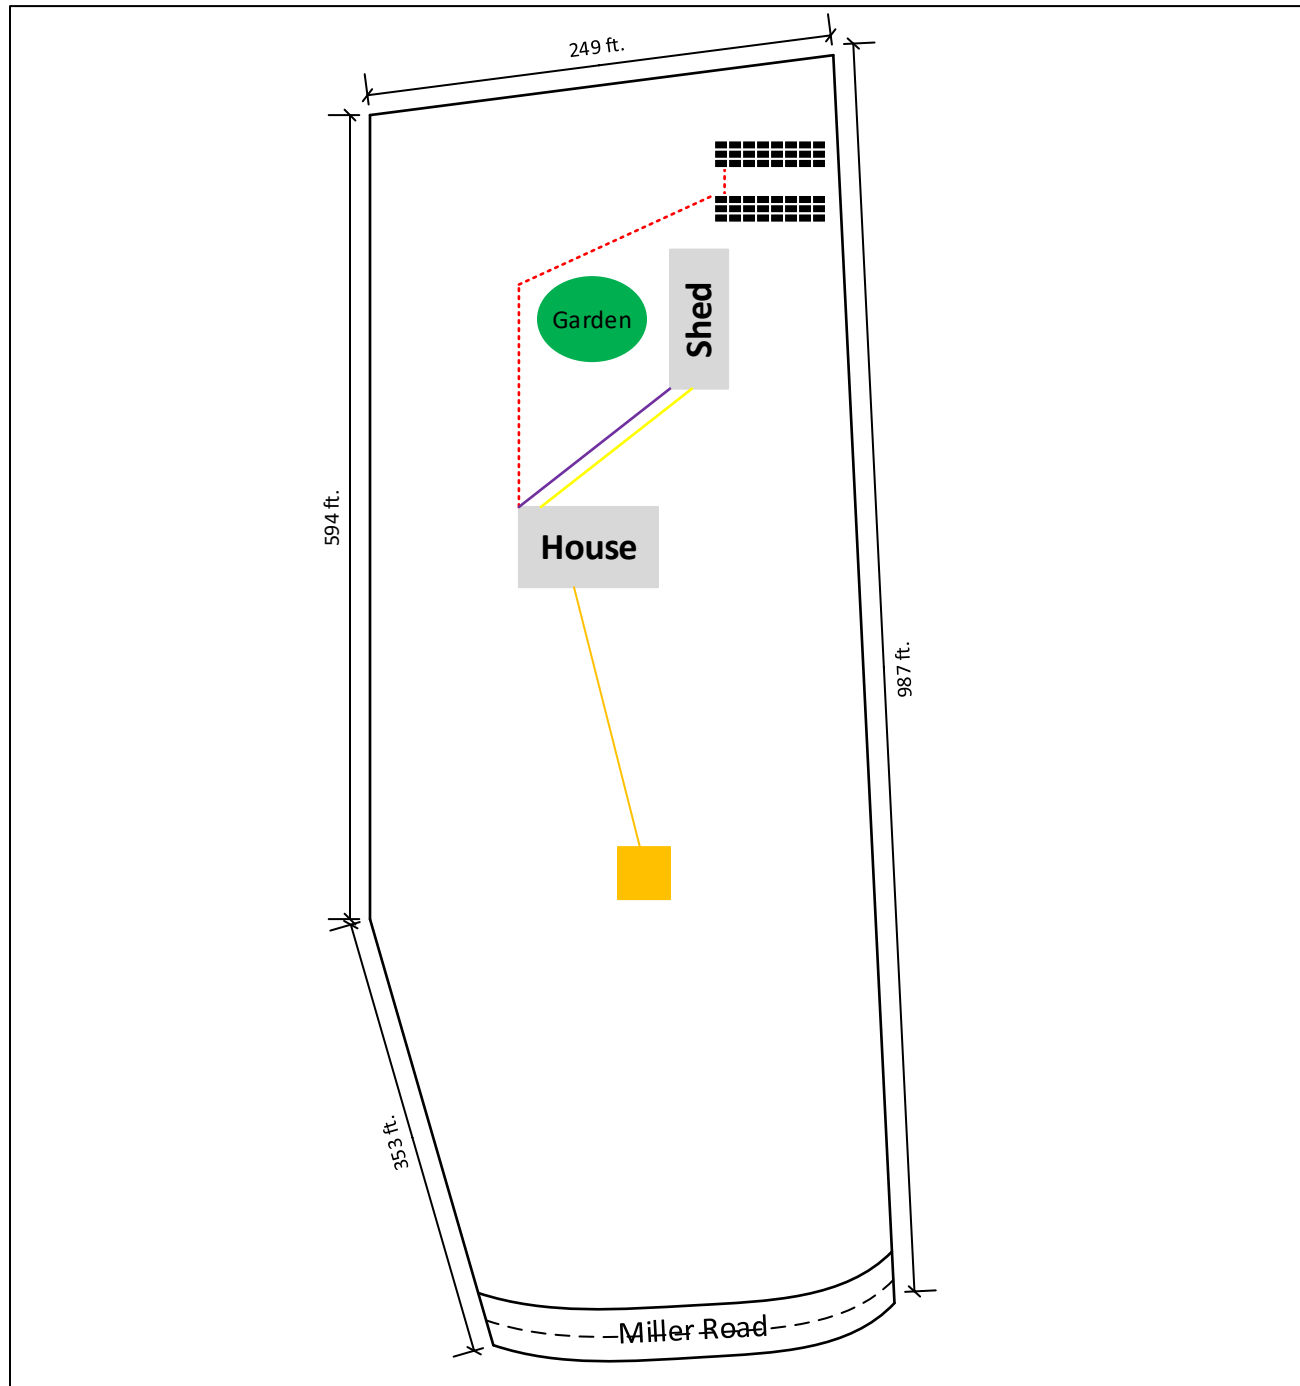 249 ft.
Garden
Shed
594 ft.
House
987 ft.
353 ft.
Miller Road